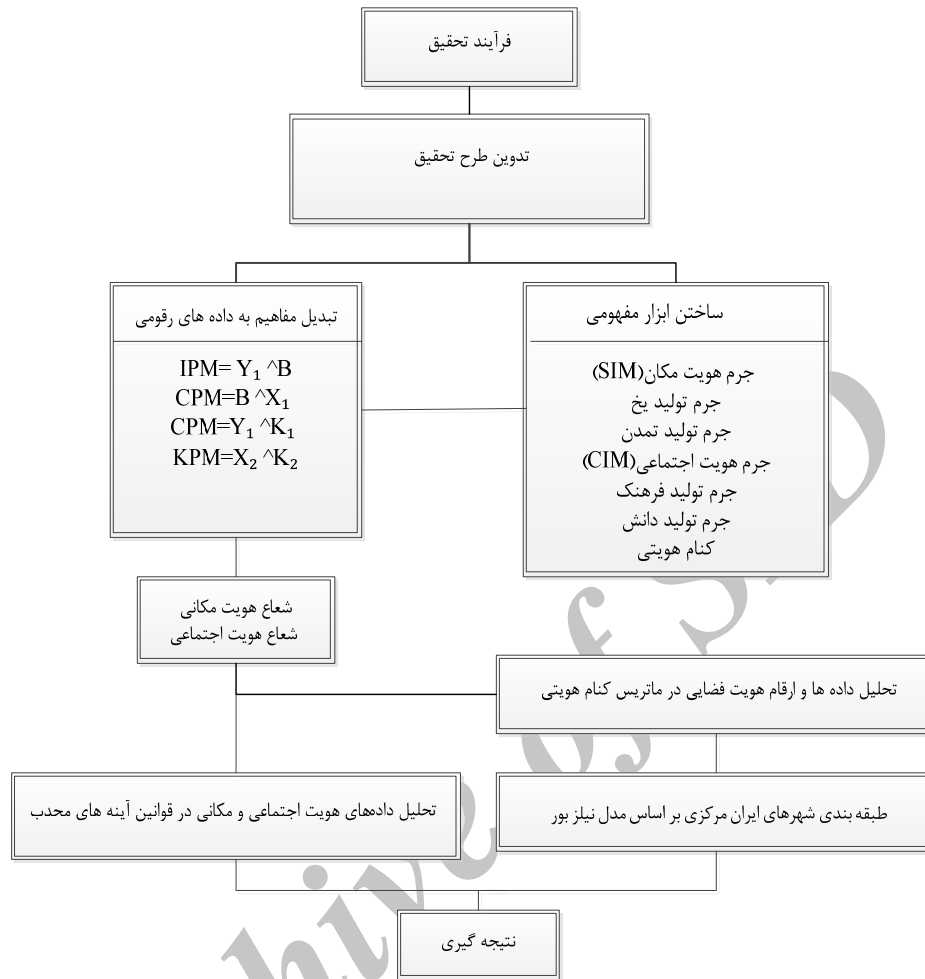 فرآیند تحقیق
تدوین طرح تحقیق
ساختن ابزار مفهومی
جرم هویت مکان(SIM)
جرم تولید یخ
جرم تولید تمدن
جرم هویت اجتماعی(CIM)
جرم تولید فرهنک
جرم تولید دانش
کنام هویتی
تبدیل مفاهیم به داده های رقومی
IPM= Y₁ ^B
CPM=B ^X₁
CPM=Y₁ ^K₁
KPM=X₂ ^K₂
شعاع هویت مکانی
شعاع هویت اجتماعی
تحلیل داده ها و ارقام هویت فضایی در ماتریس کنام هویتی
طبقه بندی شهرهای ایران مرکزی بر اساس مدل نیلز بور
تحلیل داده‌های هویت اجتماعی و مکانی در قوانین آینه های محدب
نتیجه گیری